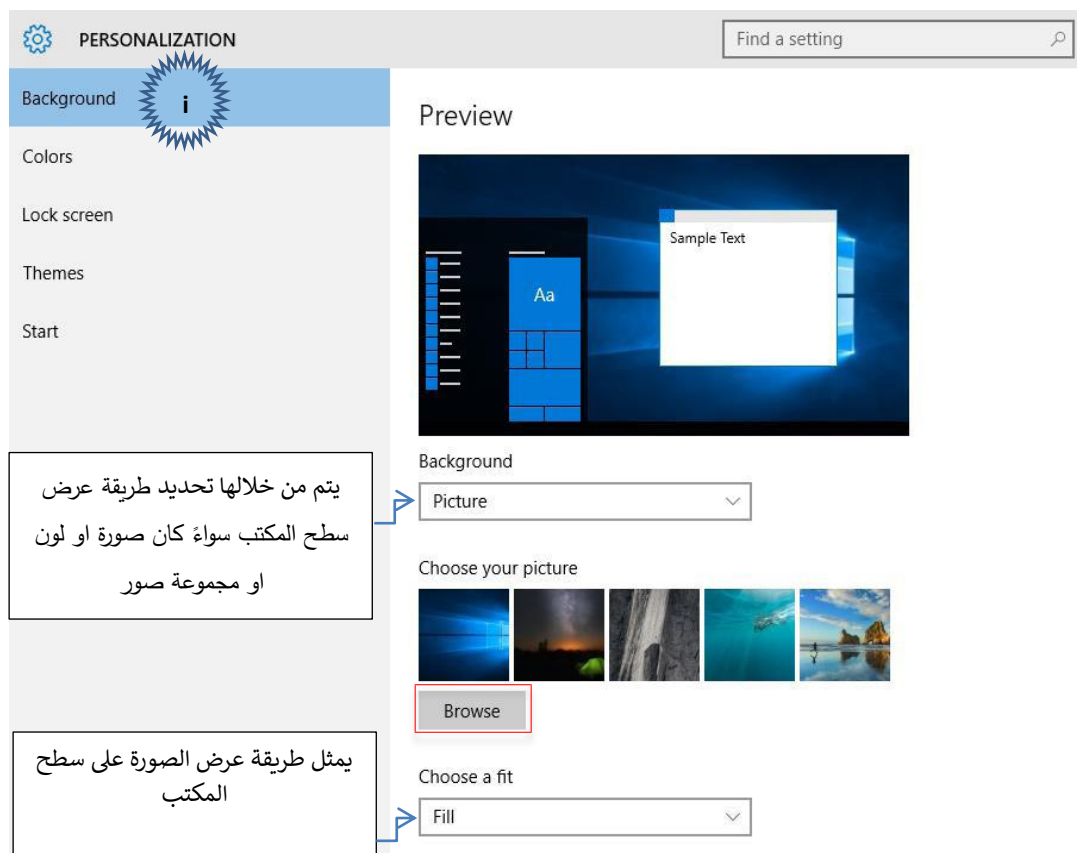 PERSONALIZATION
Find a setting
Background
i
Colors
Lock screen
Themes
Start
Preview
Sample Text
Aa
Background
Picture
يتم من خلالها تحديد طريقة عرض
سطح المكتب سواءً كان صورة او لون
او مجموعة صور
Choose your picture
Browse
يمثل طريقة عرض الصورة على سطح
المكتب
Choose a fit
Fill